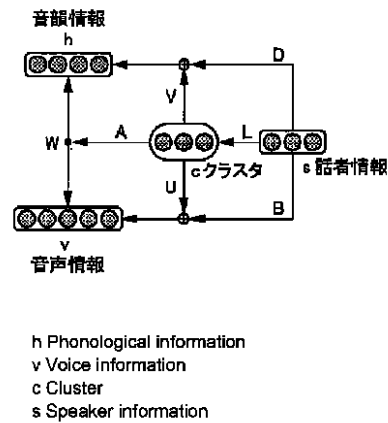 音韻情報
h
D
V
W
A
L
cクラスタ
s 話者情報
U
B
v
音声情報
h Phonological information
v Voice information
c Cluster
s Speaker information